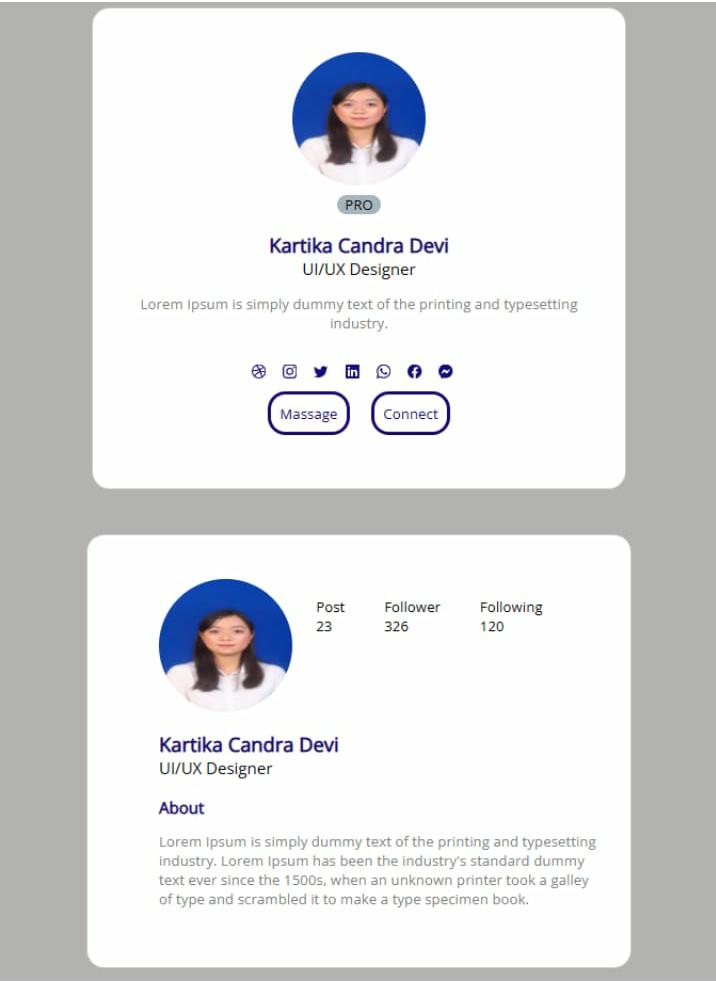 PRO
Kartika Candra Devi
UI/UX Designer
Lorem Ipsum is simply dummy text of the printing and typesetting
industry.
Massage Connect
Post Follower Following
23 326 120
Kartika Candra Devi
UI/UX Designer
About
Lorem Ipsum is simply dummy text of the printing and typesetting
industry. Lorem Ipsum has been the industry's standard dummy
text ever since the 1500s, when an unknown printer took a galley
of type and scrambled it to make a type specimen book.